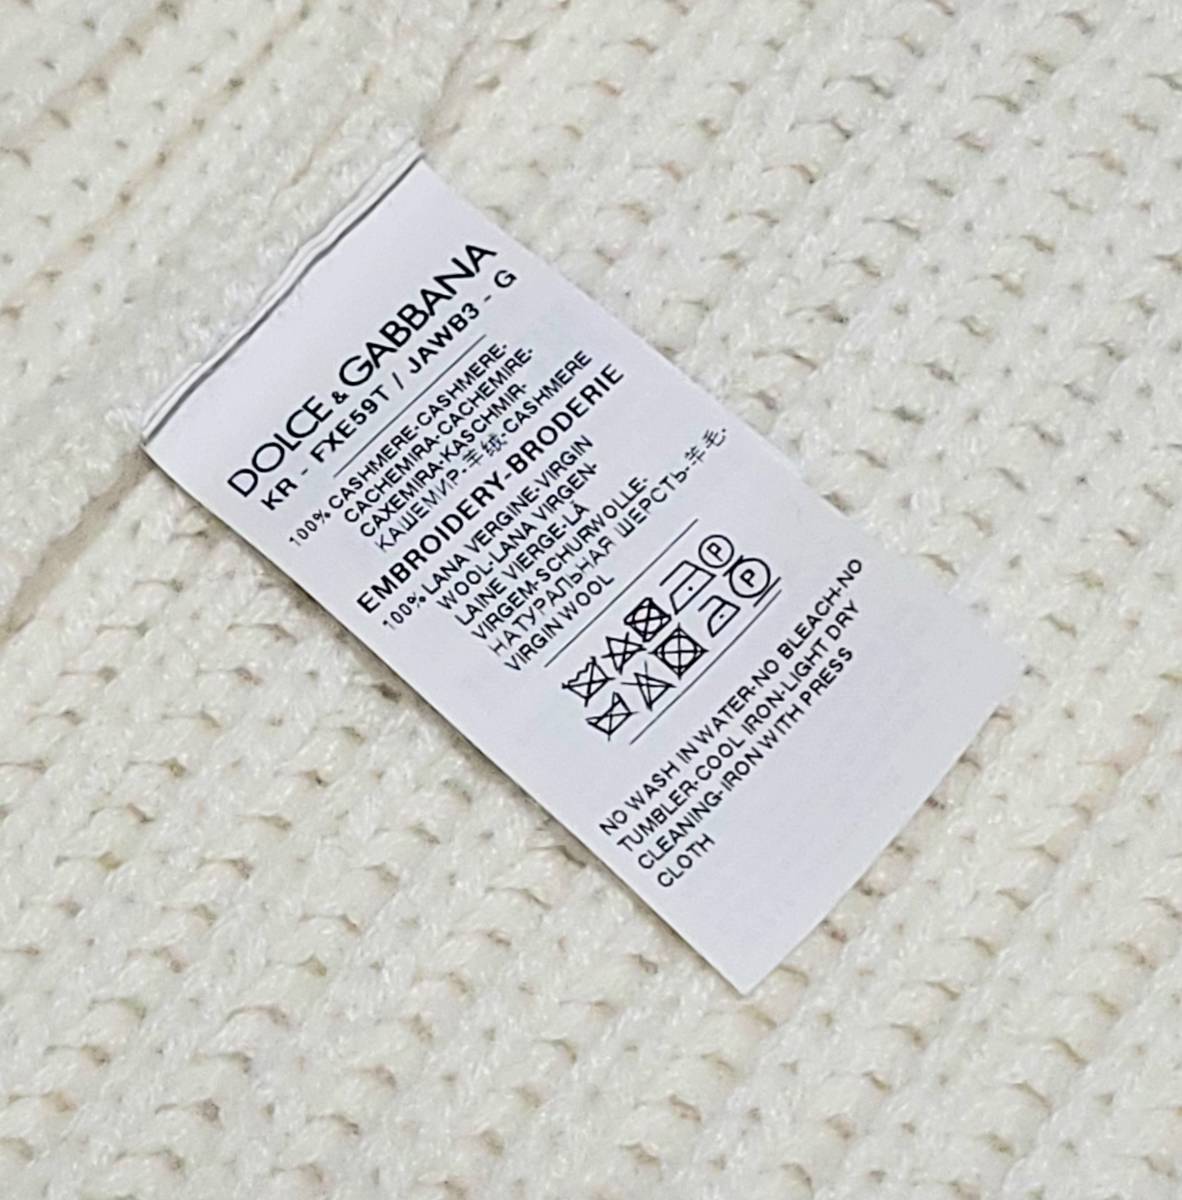 DOLCE & GABBANA
KR - FXE59T / JAWB3 - G
100% CASHMERE-CASHMERE-
CACHEMIRA-CACHEMIRE-
CAXEMIRA-KASCHMIR-
КАШЕМИР-羊绒-CASHMERE
EMBROIDERY-BRODERIE
100% LANA VERGINE-VIRGIN
WOOL-LANA VIRGEN-
LAINE VIERGE-LÃ
VIRGEM-SCHURWOLLE-
НАТУРАЛЬНАЯ ШЕРСТЬ-羊毛-
VIRGIN WOOL
P
P
NO WASH IN WATER-NO BLEACH-NO
TUMBLER-COOL IRON-LIGHT DRY
CLEANING-IRON WITH PRESS
CLOTH